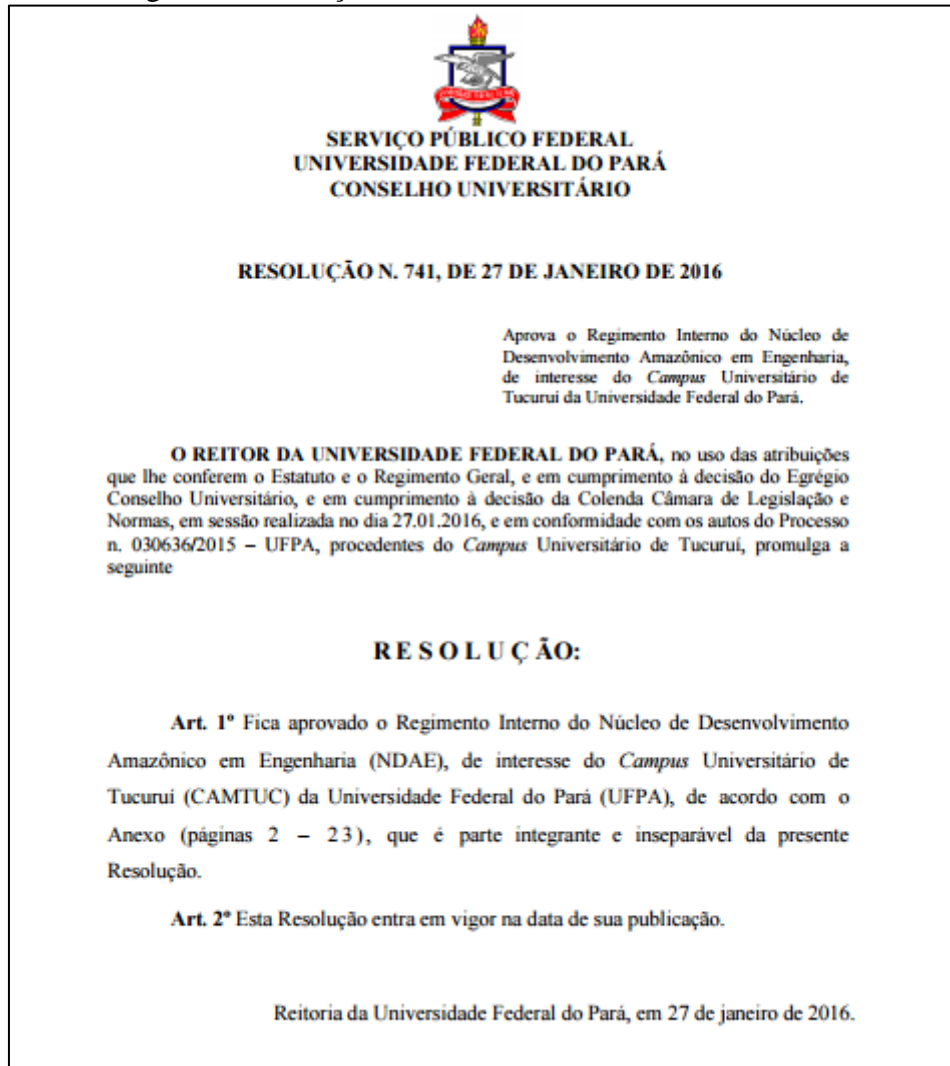 SERVIÇO PÚBLICO FEDERAL
UNIVERSIDADE FEDERAL DO PARÁ
CONSELHO UNIVERSITÁRIO
RESOLUÇÃO N. 741, DE 27 DE JANEIRO DE 2016
Aprova o Regimento Interno do Núcleo de
Desenvolvimento Amazônico em Engenharia,
de interesse do Campus Universitário de
Tucuruí da Universidade Federal do Pará.
O REITOR DA UNIVERSIDADE FEDERAL DO PARÁ, no uso das atribuições
que lhe conferem o Estatuto e o Regimento Geral, e em cumprimento à decisão do Egrégio
Conselho Universitário, e em cumprimento à decisão da Colenda Câmara de Legislação e
Normas, em sessão realizada no dia 27.01.2016, e em conformidade com os autos do Processo
n. 030636/2015 – UFPA, procedentes do Campus Universitário de Tucuruí, promulga a
seguinte
R E S O L U Ç ÃO:
Art. 1º Fica aprovado o Regimento Interno do Núcleo de Desenvolvimento
Amazônico em Engenharia (NDAE), de interesse do Campus Universitário de
Tucuruí (CAMTUC) da Universidade Federal do Pará (UFPA), de acordo com o
Anexo (páginas 2 – 23), que é parte integrante e inseparável da presente
Resolução.
Art. 2º Esta Resolução entra em vigor na data de sua publicação.
Reitoria da Universidade Federal do Pará, em 27 de janeiro de 2016.